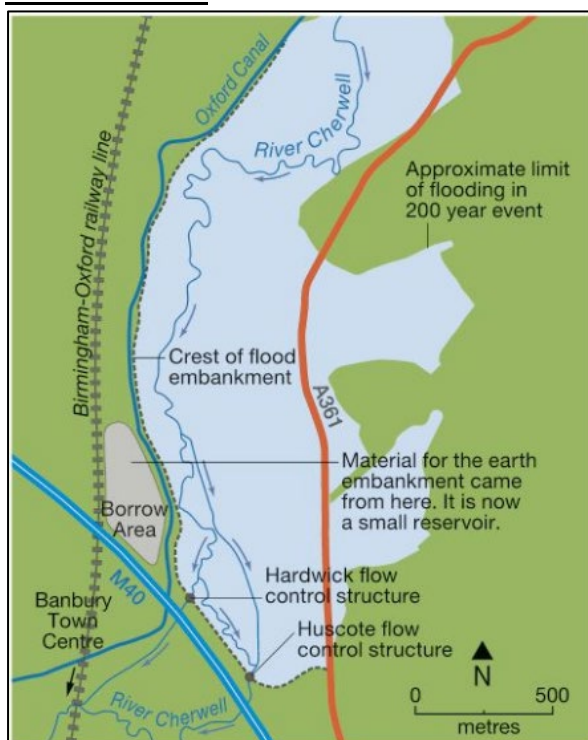 Oxford Canal
River Cherwell
Birmingham-Oxford railway line
Approximate limit
of flooding in
200 year event
Crest of flood
embankment
A361
Material for the earth
embankment came
from here. It is now
a small reservoir.
Borrow
Area
M40
Hardwick flow
control structure
Banbury
Town
Centre
Huscote flow
control structure
River Cherwell
N
0 500
metres